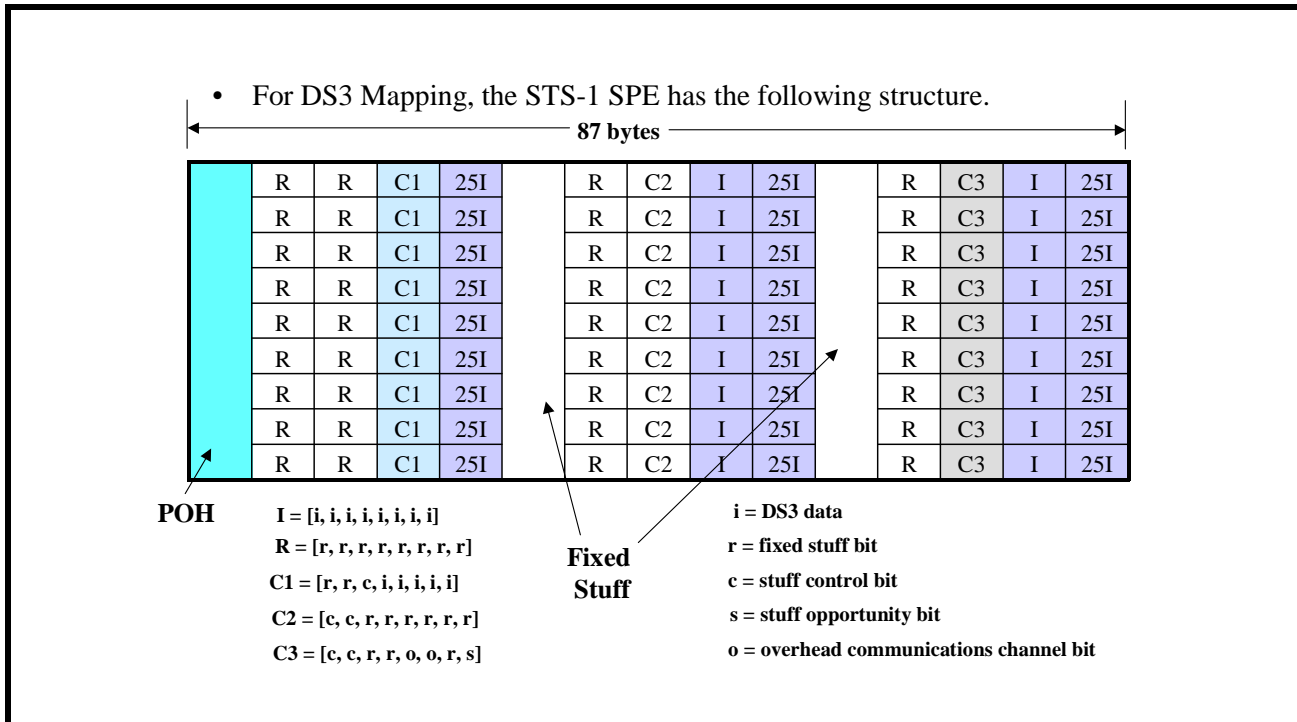 • For DS3 Mapping, the STS-1 SPE has the following structure.
87 bytes
R R C1 25I R C2 I 25I R C3 I 25I
R R C1 25I R C2 I 25I R C3 I 25I
R R C1 25I R C2 I 25I R C3 I 25I
R R C1 25I R C2 I 25I R C3 I 25I
R R C1 25I R C2 I 25I R C3 I 25I
R R C1 25I R C2 I 25I R C3 I 25I
R R C1 25I R C2 I 25I R C3 I 25I
R R C1 25I R C2 I 25I R C3 I 25I
R R C1 25I R C2 I 25I R C3 I 25I
POH
I = [i, i, i, i, i, i, i, i]
R = [r, r, r, r, r, r, r, r]
C1 = [r, r, c, i, i, i, i, i]
C2 = [c, c, r, r, r, r, r, r]
C3 = [c, c, r, r, o, o, r, s]
Fixed
Stuff
i = DS3 data
r = fixed stuff bit
c = stuff control bit
s = stuff opportunity bit
o = overhead communications channel bit